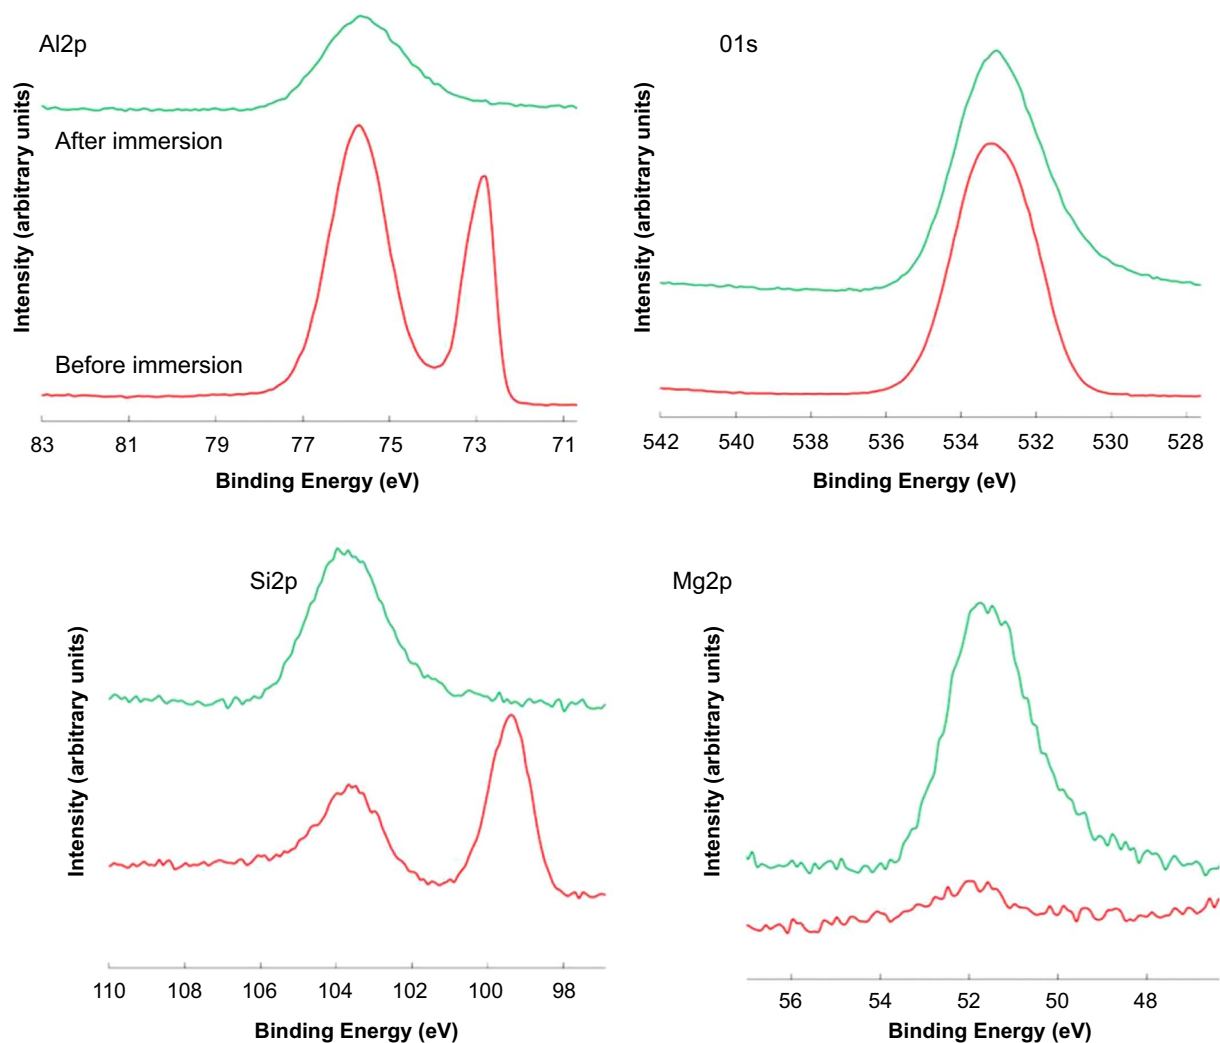 Al2p
Intensity (arbitrary units)
After immersion
Before immersion
83 81 79 77 75 73 71
Binding Energy (eV)
01s
Intensity (arbitrary units)
542 540 538 536 534 532 530 528
Binding Energy (eV)
Si2p
Intensity (arbitrary units)
110 108 106 104 102 100 98
Binding Energy (eV)
Mg2p
Intensity (arbitrary units)
56 54 52 50 48
Binding Energy (eV)